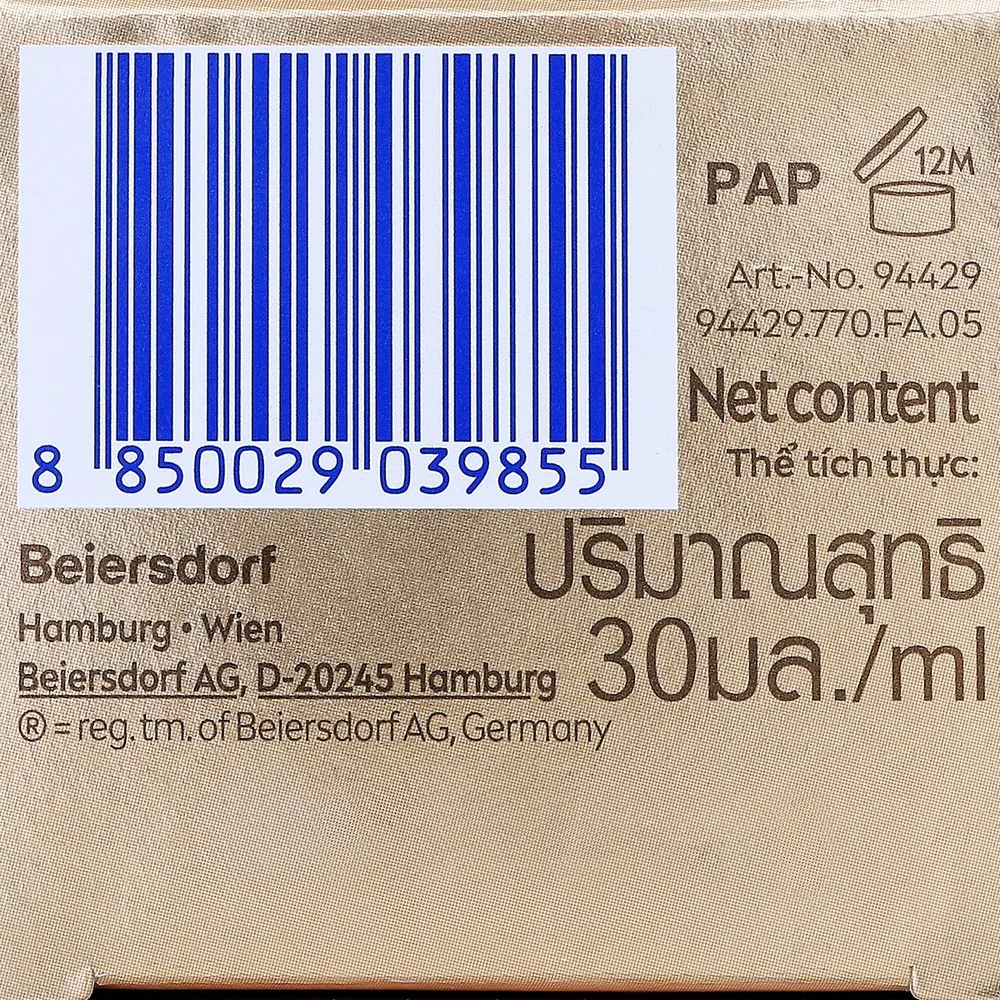 8 850029 039855
PAP
12M
Art.-No. 94429
94429.770.FA.05
Net content
Thể tích thực:
ปริมาณสุทธิ
30มล./ml
Beiersdorf
Hamburg • Wien
Beiersdorf AG, D-20245 Hamburg
® = reg. tm. of Beiersdorf AG, Germany